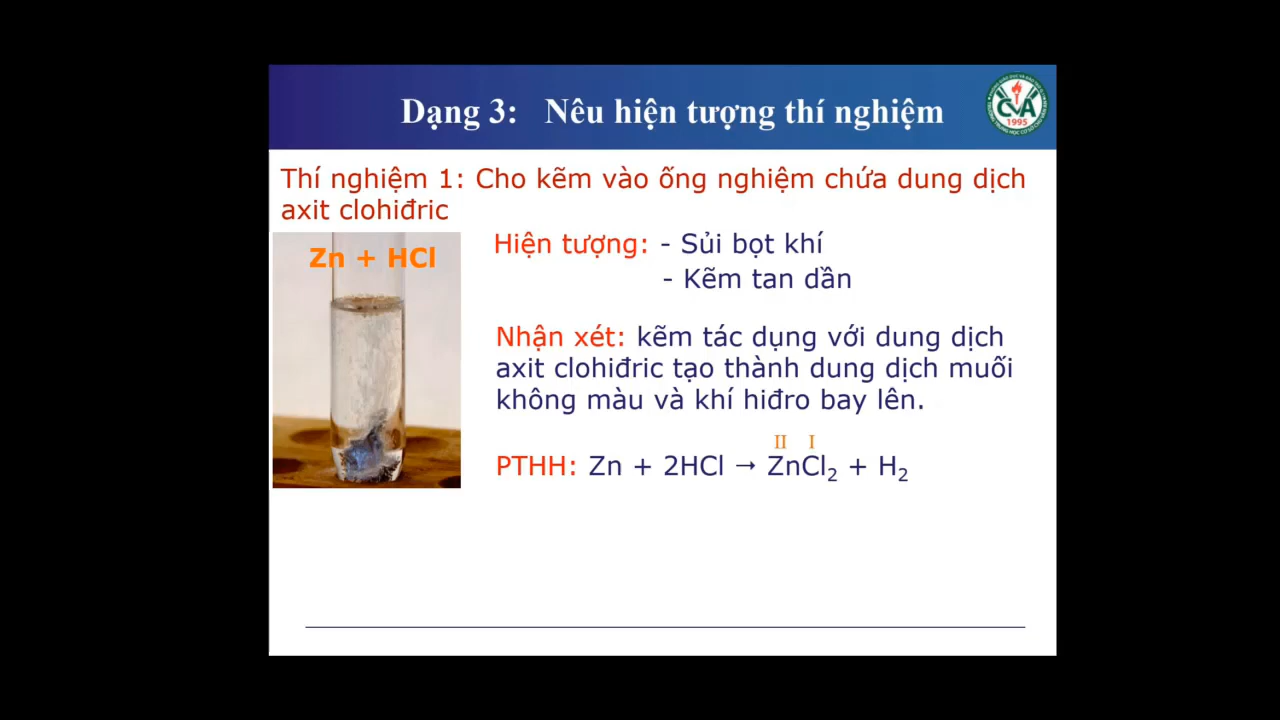 Dạng 3: Nêu hiện tượng thí nghiệm
CVA
1995
Thí nghiệm 1: Cho kẽm vào ống nghiệm chứa dung dịch
axit clohiđric
Zn + HCl
Hiện tượng: - Sủi bọt khí
- Kẽm tan dần
Nhận xét: kẽm tác dụng với dung dịch
axit clohiđric tạo thành dung dịch muối
không màu và khí hiđro bay lên.
II I
PTHH: Zn + 2HCl → ZnCl₂ + H₂